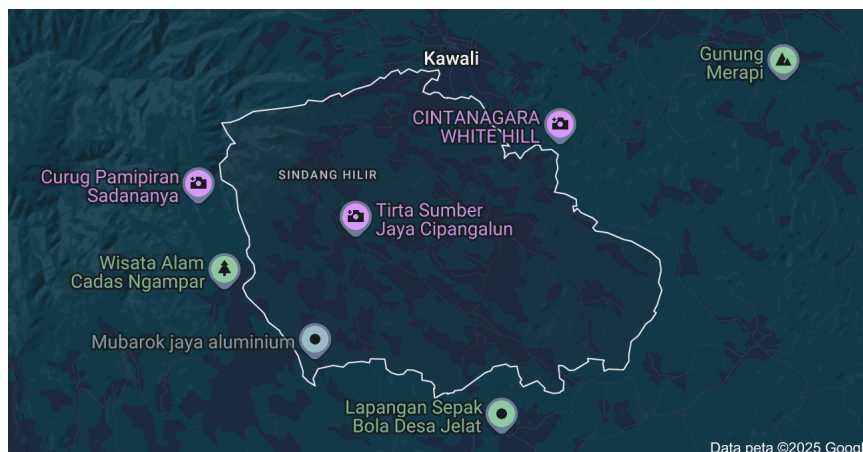 Kawali
Gunung
Merapi
CINTANAGARA
WHITE HILL
Curug Pamipiran
Sadananya
SINDANG HILIR
Tirta Sumber
Jaya Cipangalun
Wisata Alam
Cadas Ngampar
Mubarok jaya aluminium
Lapangan Sepak
Bola Desa Jelat
Data peta ©2025 Googl